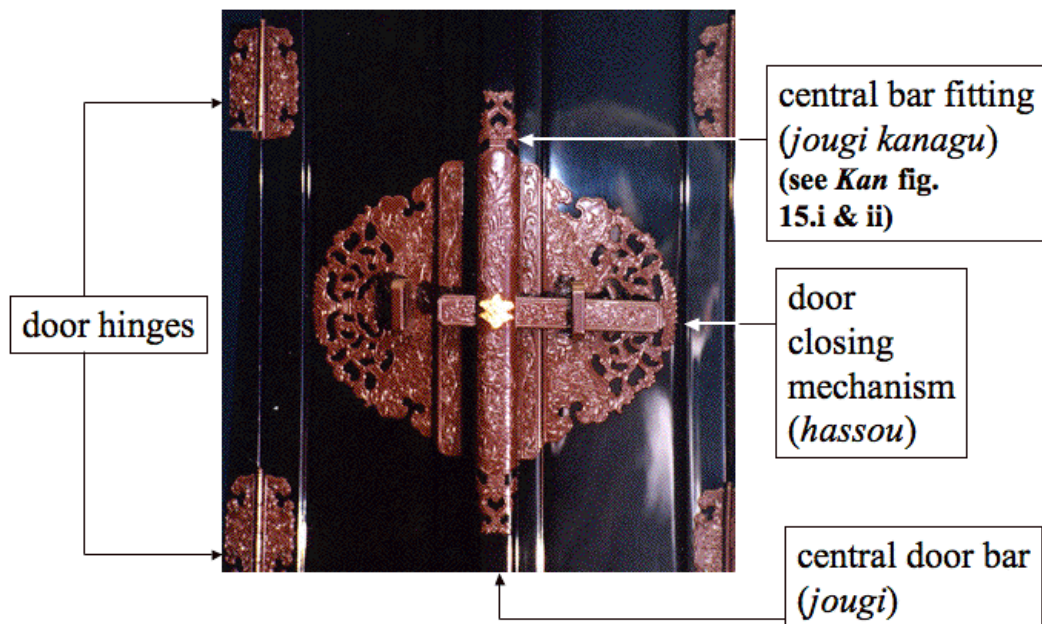 door hinges
central bar fitting
(jougi kanagu)
(see Kan fig.
15.i & ii)
door
closing
mechanism
(hassou)
central door bar
(jougi)